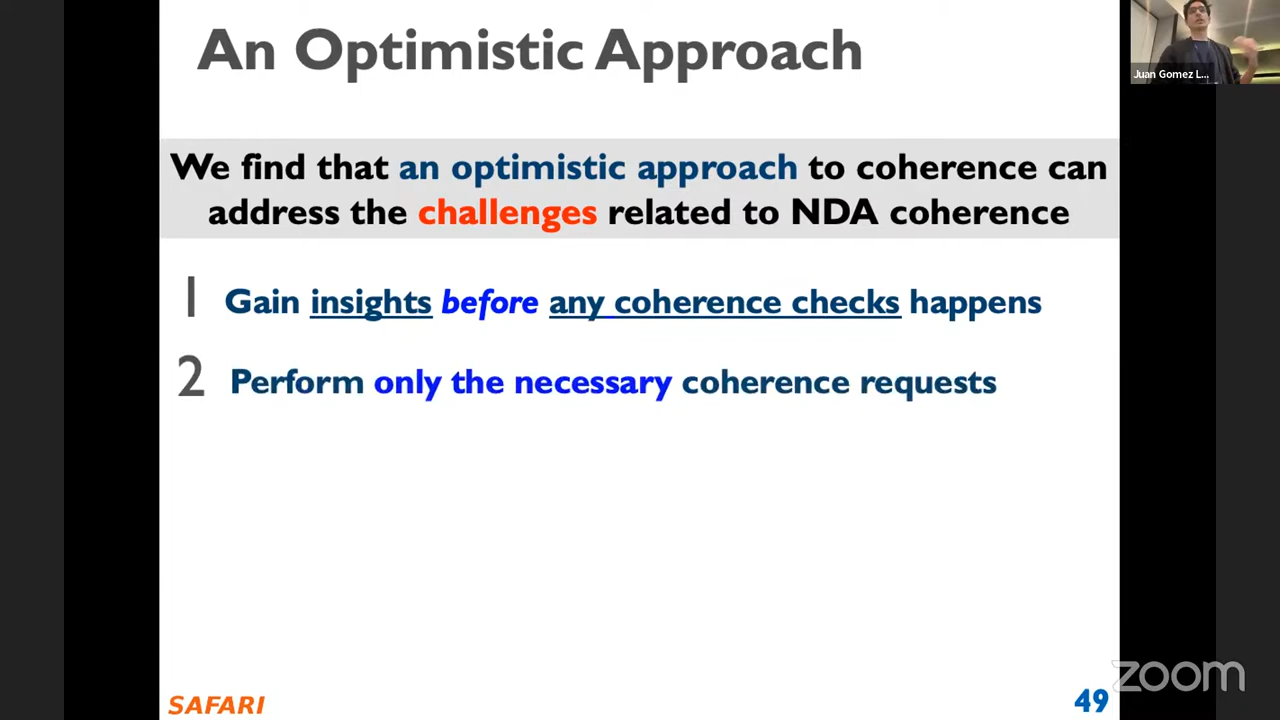 An Optimistic Approach
Juan Gomez L...
We find that an optimistic approach to coherence can
address the challenges related to NDA coherence
1 Gain insights before any coherence checks happens
2 Perform only the necessary coherence requests
SAFARI
49
zoom